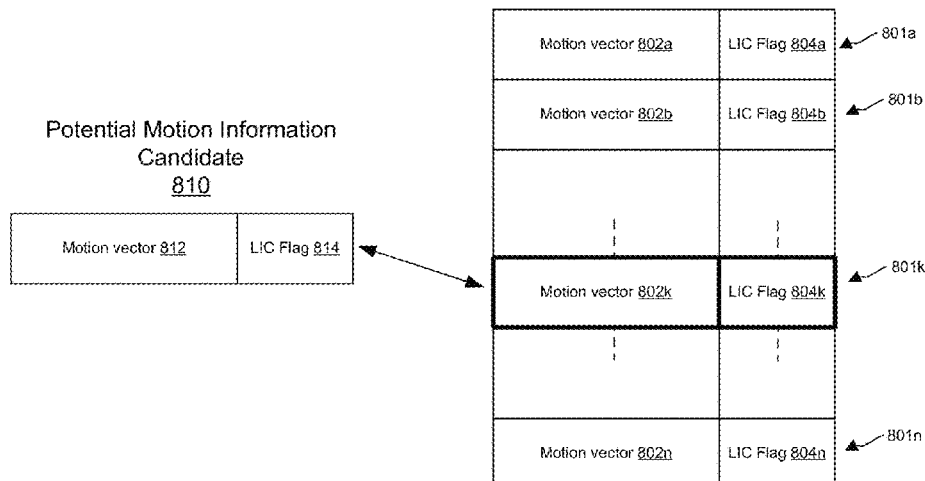 Motion vector 802a LIC Flag 804a 801a
Motion vector 802b LIC Flag 804b 801b
Potential Motion Information
Candidate
810
Motion vector 812 LIC Flag 814
Motion vector 802k LIC Flag 804k 801k
Motion vector 802n LIC Flag 804n 801n